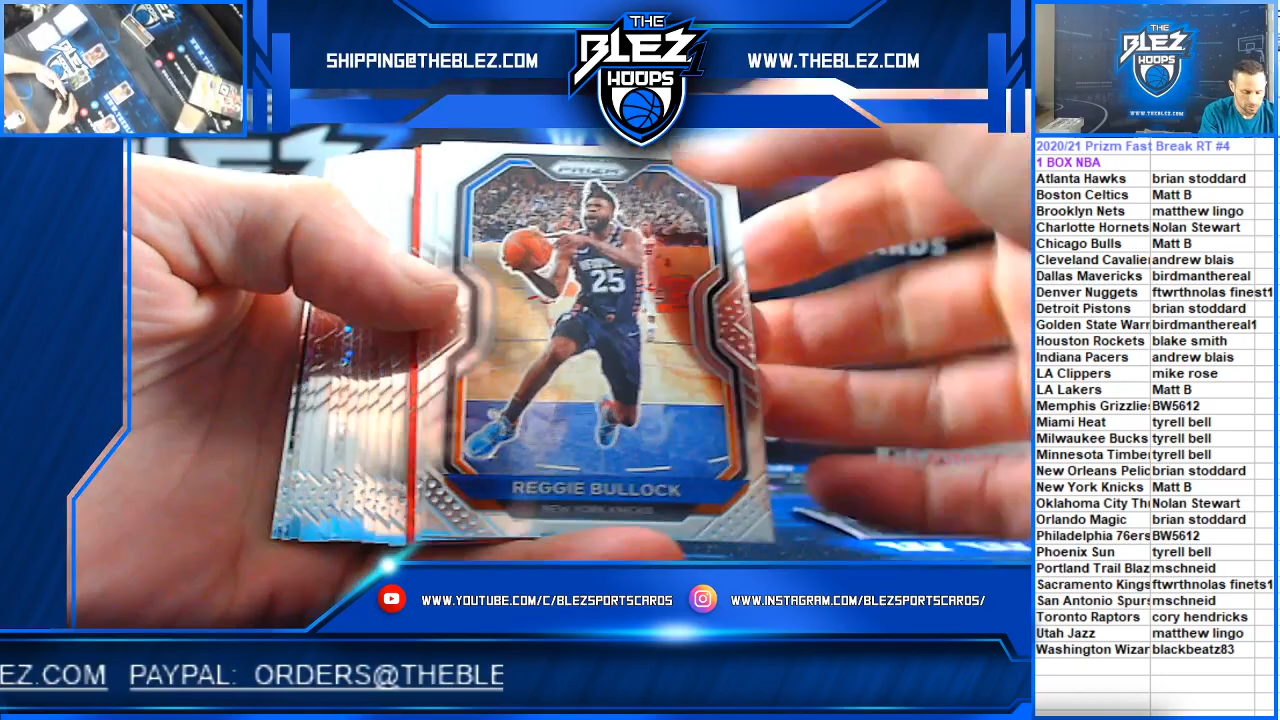 THE
BLEZ
HOOPS
SHIPPING@THEBLEZ.COM
WWW.THEBLEZ.COM
THE
BLEZ
HOOPS
WWW.THEBLEZ.COM
PRIZM
25
REGGIE BULLOCK
NEW YORK KNICKS
WWW.YOUTUBE.COM/C/BLEZSPORTSCARDS
WWW.INSTAGRAM.COM/BLEZSPORTSCARDS/
EZ.COM PAYPAL: ORDERS@THEBLE
2020/21 Prizm Fast Break RT #4
1 BOX NBA
Atlanta Hawks brian stoddard
Boston Celtics Matt B
Brooklyn Nets matthew lingo
Charlotte Hornets Nolan Stewart
Chicago Bulls Matt B
Cleveland Cavalie andrew blais
Dallas Mavericks birdmanthereal
Denver Nuggets ftwrthnolas finest1
Detroit Pistons brian stoddard
Golden State Warr birdmanthereal1
Houston Rockets blake smith
Indiana Pacers andrew blais
LA Clippers mike rose
LA Lakers Matt B
Memphis Grizzlie BW5612
Miami Heat tyrell bell
Milwaukee Bucks tyrell bell
Minnesota Timbe tyrell bell
New Orleans Pelic brian stoddard
New York Knicks Matt B
Oklahoma City Th Nolan Stewart
Orlando Magic brian stoddard
Philadelphia 76ers BW5612
Phoenix Sun tyrell bell
Portland Trail Blaz mschneid
Sacramento Kings ftwrthnolas finets1
San Antonio Spur mschneid
Toronto Raptors cory hendricks
Utah Jazz matthew lingo
Washington Wizar blackbeatz83